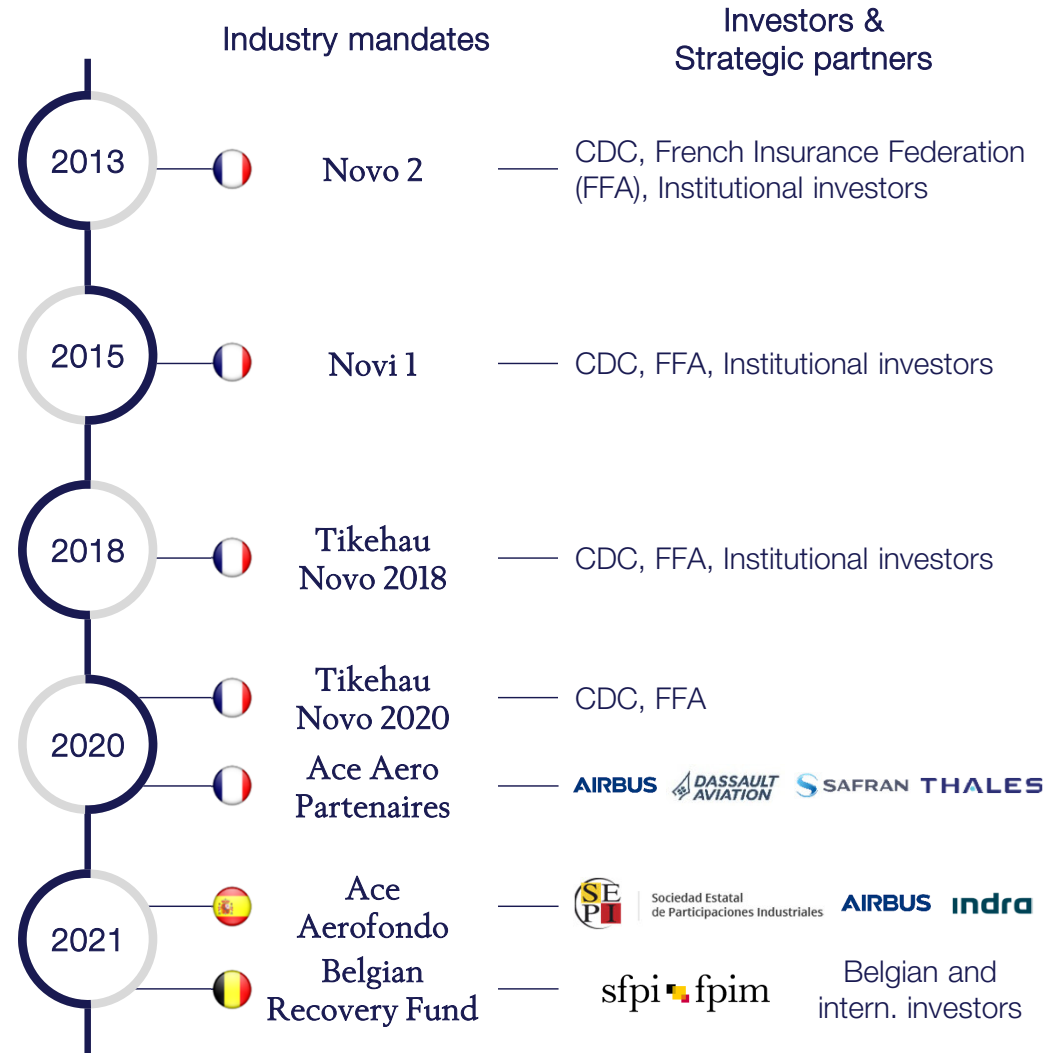 Industry mandates
Investors &
Strategic partners
2013
Novo 2
CDC, French Insurance Federation
(FFA), Institutional investors
2015
Novi 1
CDC, FFA, Institutional investors
2018
Tikehau
Novo 2018
CDC, FFA, Institutional investors
2020
Tikehau
Novo 2020
CDC, FFA
Ace Aero
Partenaires
AIRBUS
DASSAULT
AVIATION
SAFRAN
THALES
2021
Ace
Aerofondo
SE
PI
Sociedad Estatal
de Participaciones Industriales
AIRBUS
indra
Belgian
Recovery Fund
sfpi fpim
Belgian and
intern. investors